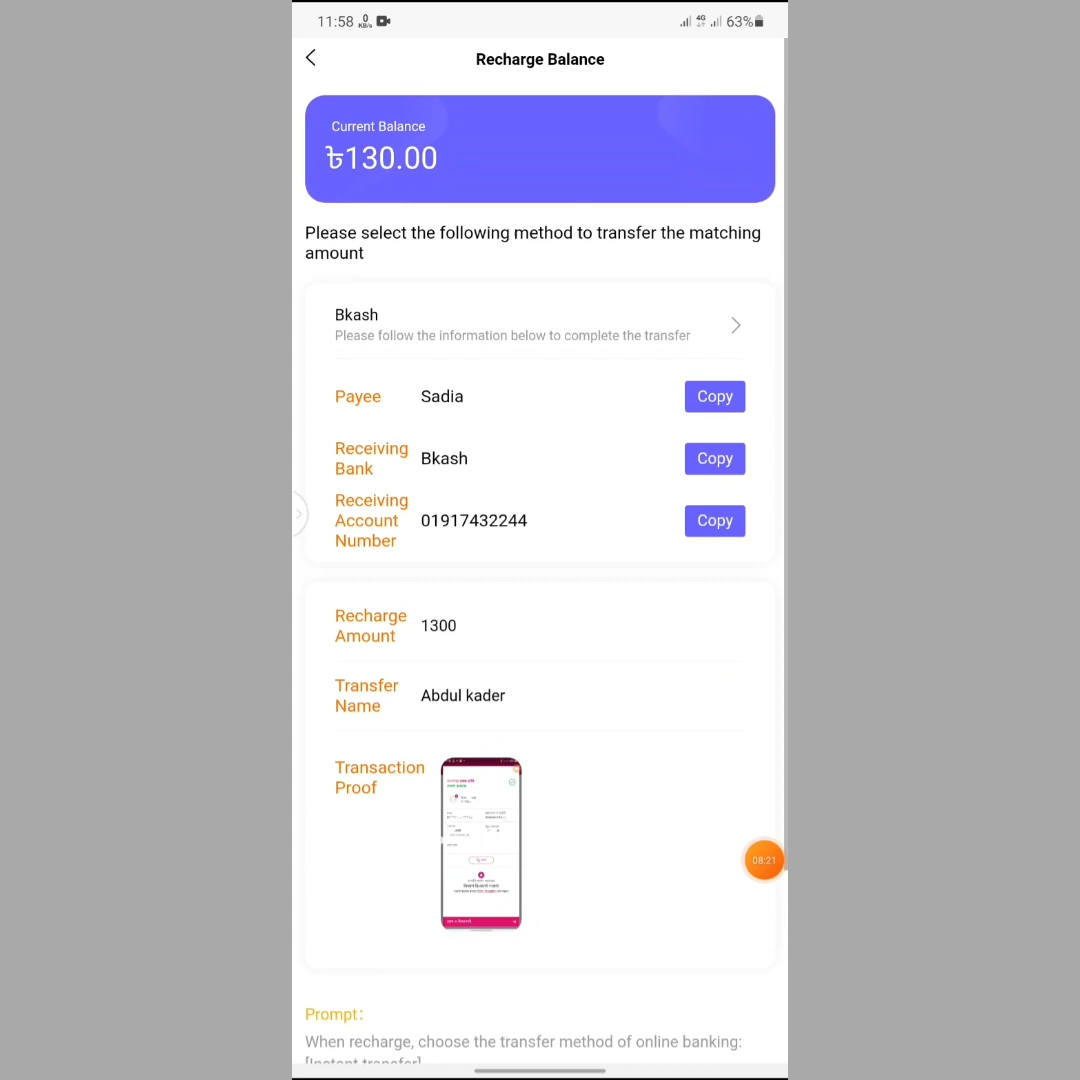 11:58 0 KB/s 4G 63%
Recharge Balance
Current Balance
৳130.00
Please select the following method to transfer the matching
amount
Bkash
Please follow the information below to complete the transfer
Payee Sadia Copy
Receiving
Bank Bkash Copy
Receiving
Account
Number 01917432244 Copy
Recharge
Amount 1300
Transfer
Name Abdul kader
Transaction
Proof
08:21
Prompt:
When recharge, choose the transfer method of online banking:
[Instant transfer]